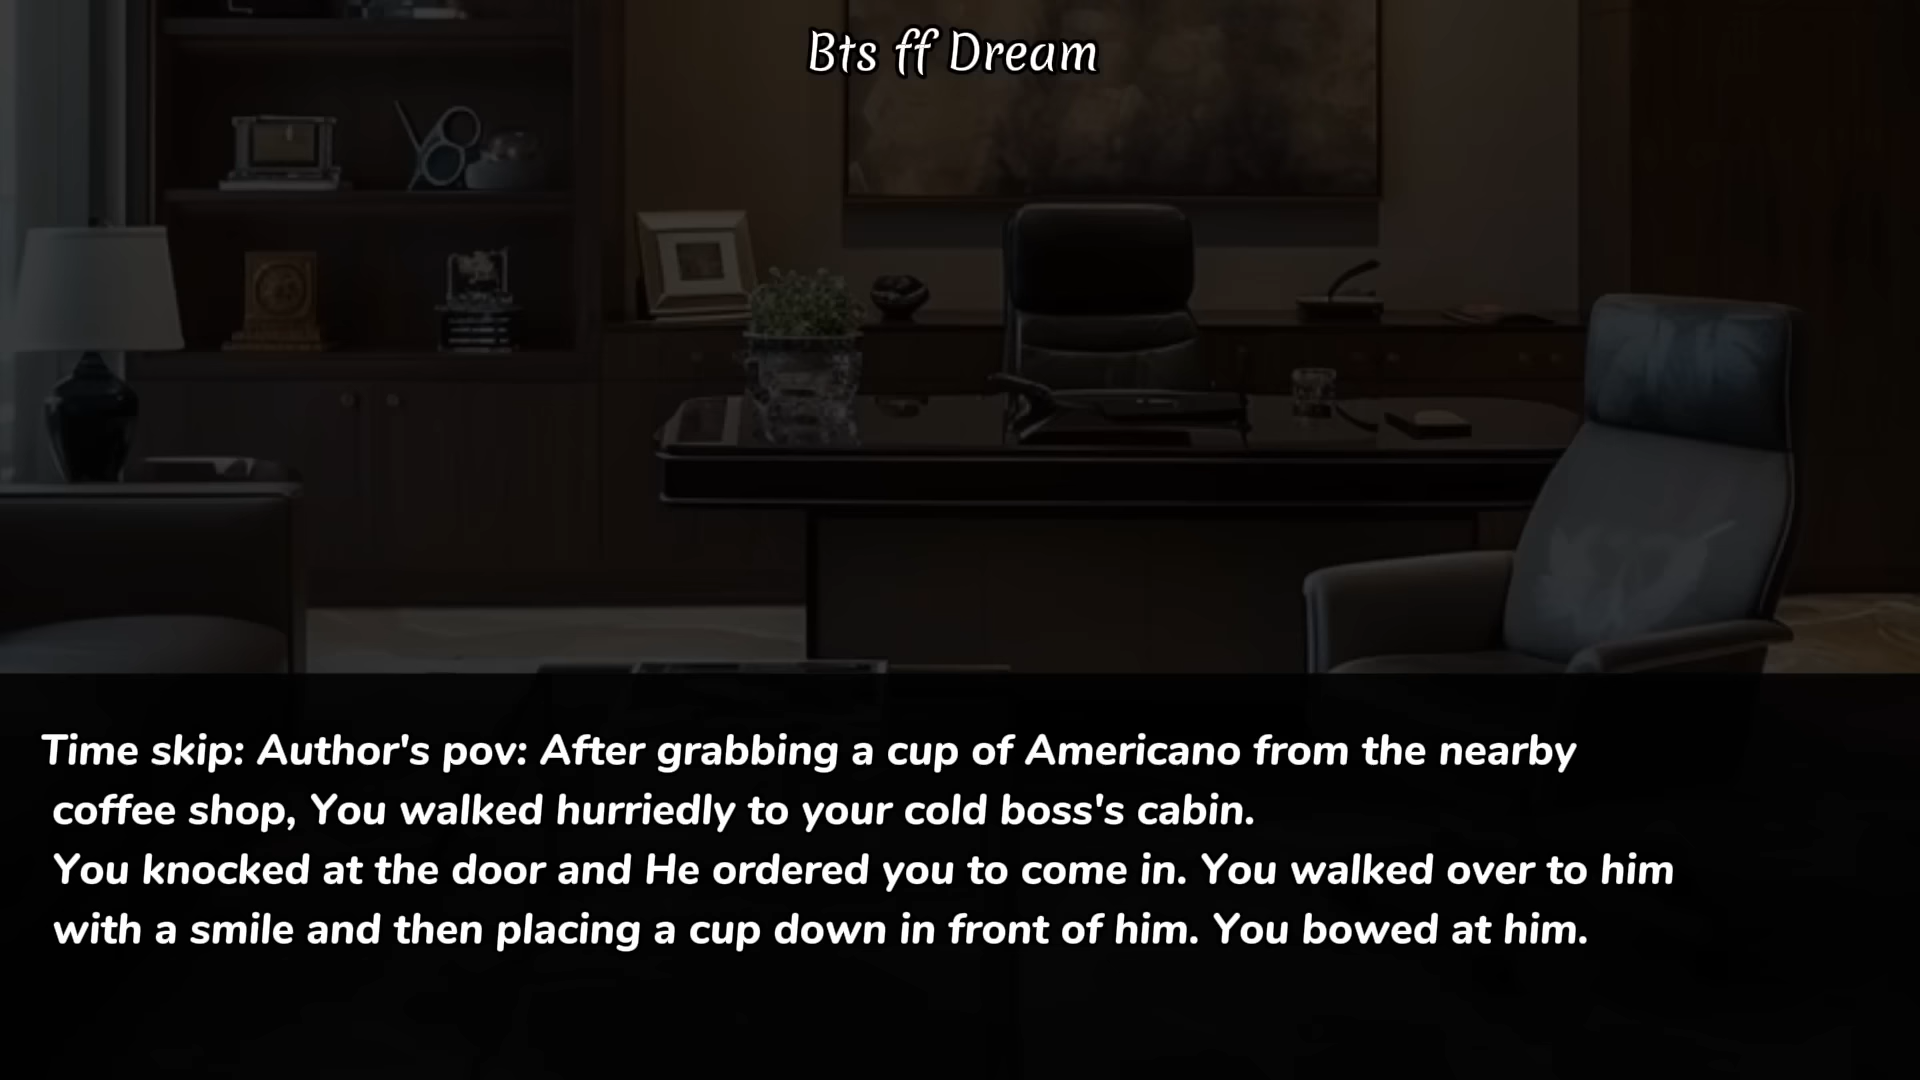 Bts ff Dream
Time skip: Author's pov: After grabbing a cup of Americano from the nearby
coffee shop, You walked hurriedly to your cold boss's cabin.
You knocked at the door and He ordered you to come in. You walked over to him
with a smile and then placing a cup down in front of him. You bowed at him.